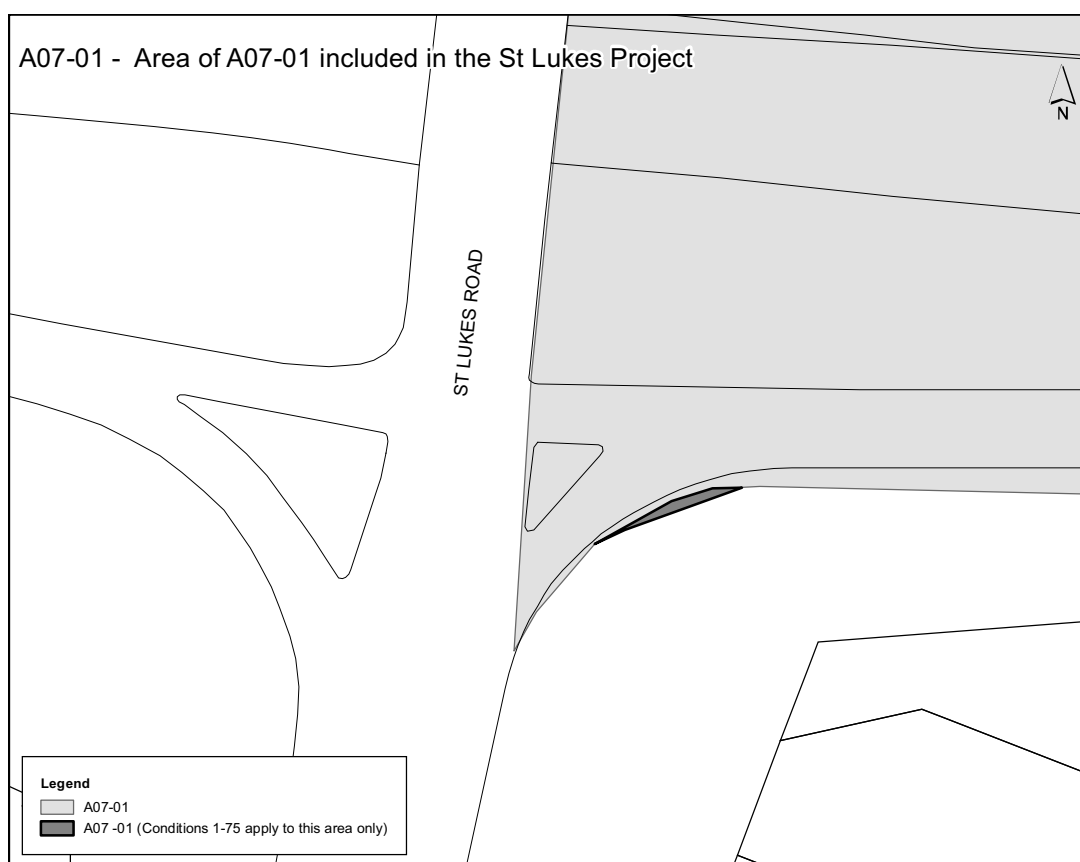 A07-01 - Area of A07-01 included in the St Lukes Project
N
ST LUKES ROAD
Legend
A07-01
A07 -01 (Conditions 1-75 apply to this area only)